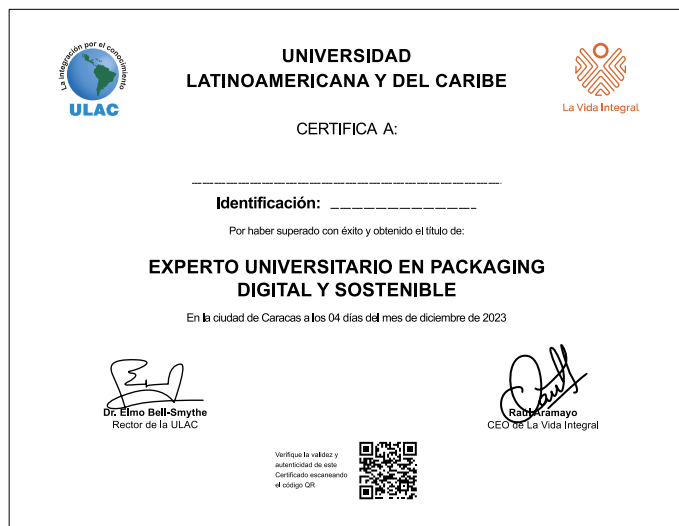 La integración por el conocimiento
ULAC
UNIVERSIDAD
LATINOAMERICANA Y DEL CARIBE
La Vida Integral
CERTIFICA A:
Identificación:
Por haber superado con éxito y obtenido el título de:
EXPERTO UNIVERSITARIO EN PACKAGING
DIGITAL Y SOSTENIBLE
En la ciudad de Caracas a los 04 días del mes de diciembre de 2023
Dr. Elmo Bell-Smythe
Rector de la ULAC
Raúl Aramayo
CEO de La Vida Integral
Verifique la validez y
autenticidad de este
Certificado escaneando
el código QR